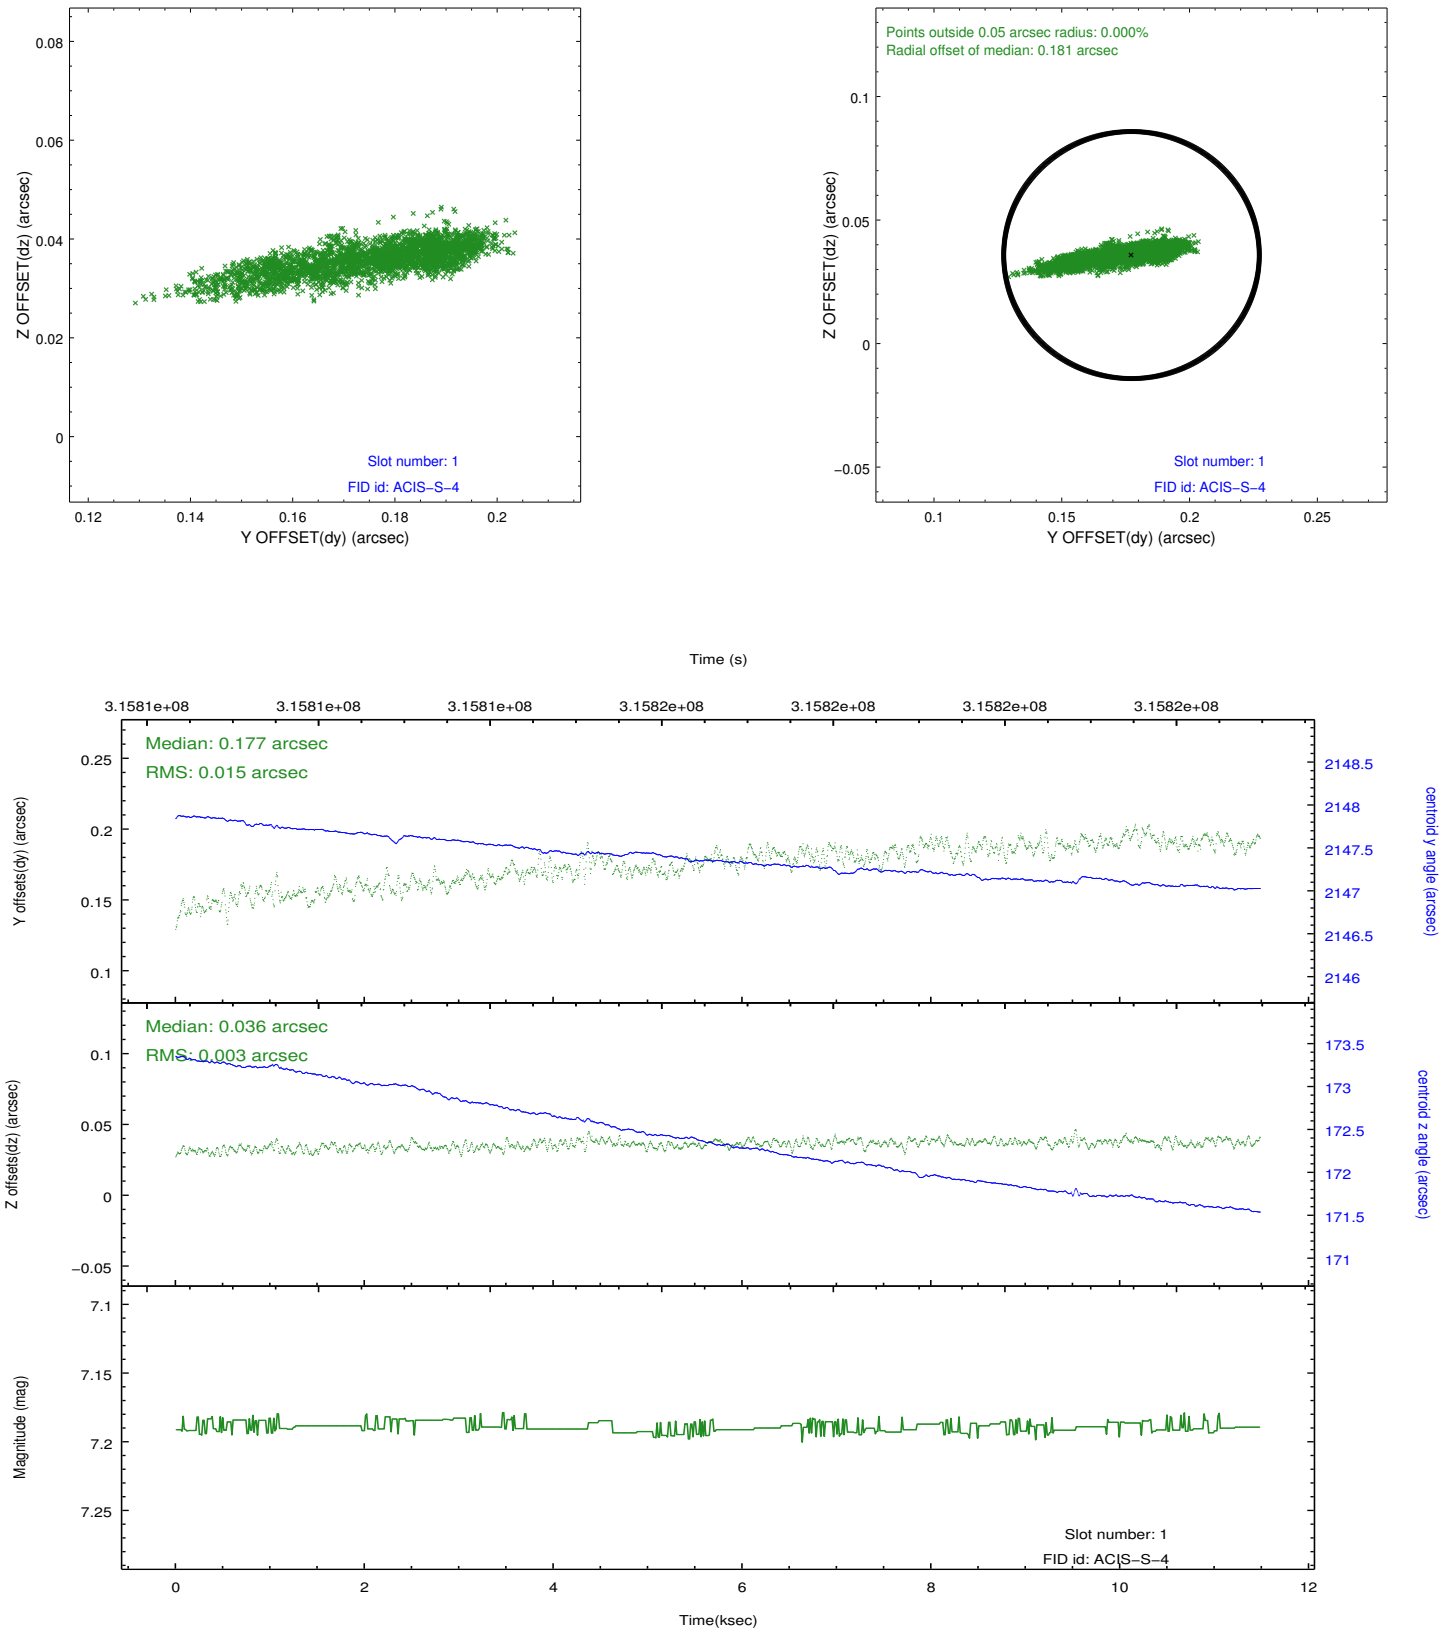 0.08
0.06
0.04
0.02
0
Z OFFSET(dz) (arcsec)
Slot number: 1
FID id: ACIS−S−4
0.12 0.14 0.16 0.18 0.2
Y OFFSET(dy) (arcsec)
Points outside 0.05 arcsec radius: 0.000%
Radial offset of median: 0.181 arcsec
0.1
0.05
0
−0.05
Z OFFSET(dz) (arcsec)
Slot number: 1
FID id: ACIS−S−4
0.1 0.15 0.2 0.25
Y OFFSET(dy) (arcsec)
Time (s)
3.1581e+08 3.1581e+08 3.1581e+08 3.1582e+08 3.1582e+08 3.1582e+08 3.1582e+08
Median: 0.177 arcsec
RMS: 0.015 arcsec
0.25
0.2
0.15
0.1
Y offsets(dy) (arcsec)
2148.5
2148
2147.5
2147
2146.5
2146
centroid y angle (arcsec)
Median: 0.036 arcsec
RMS: 0.003 arcsec
0.1
0.05
0
−0.05
Z offsets(dz) (arcsec)
173.5
173
172.5
172
171.5
171
centroid z angle (arcsec)
7.1
7.15
7.2
7.25
Magnitude (mag)
Slot number: 1
FID id: ACIS−S−4
0 2 4 6 8 10 12
Time(ksec)